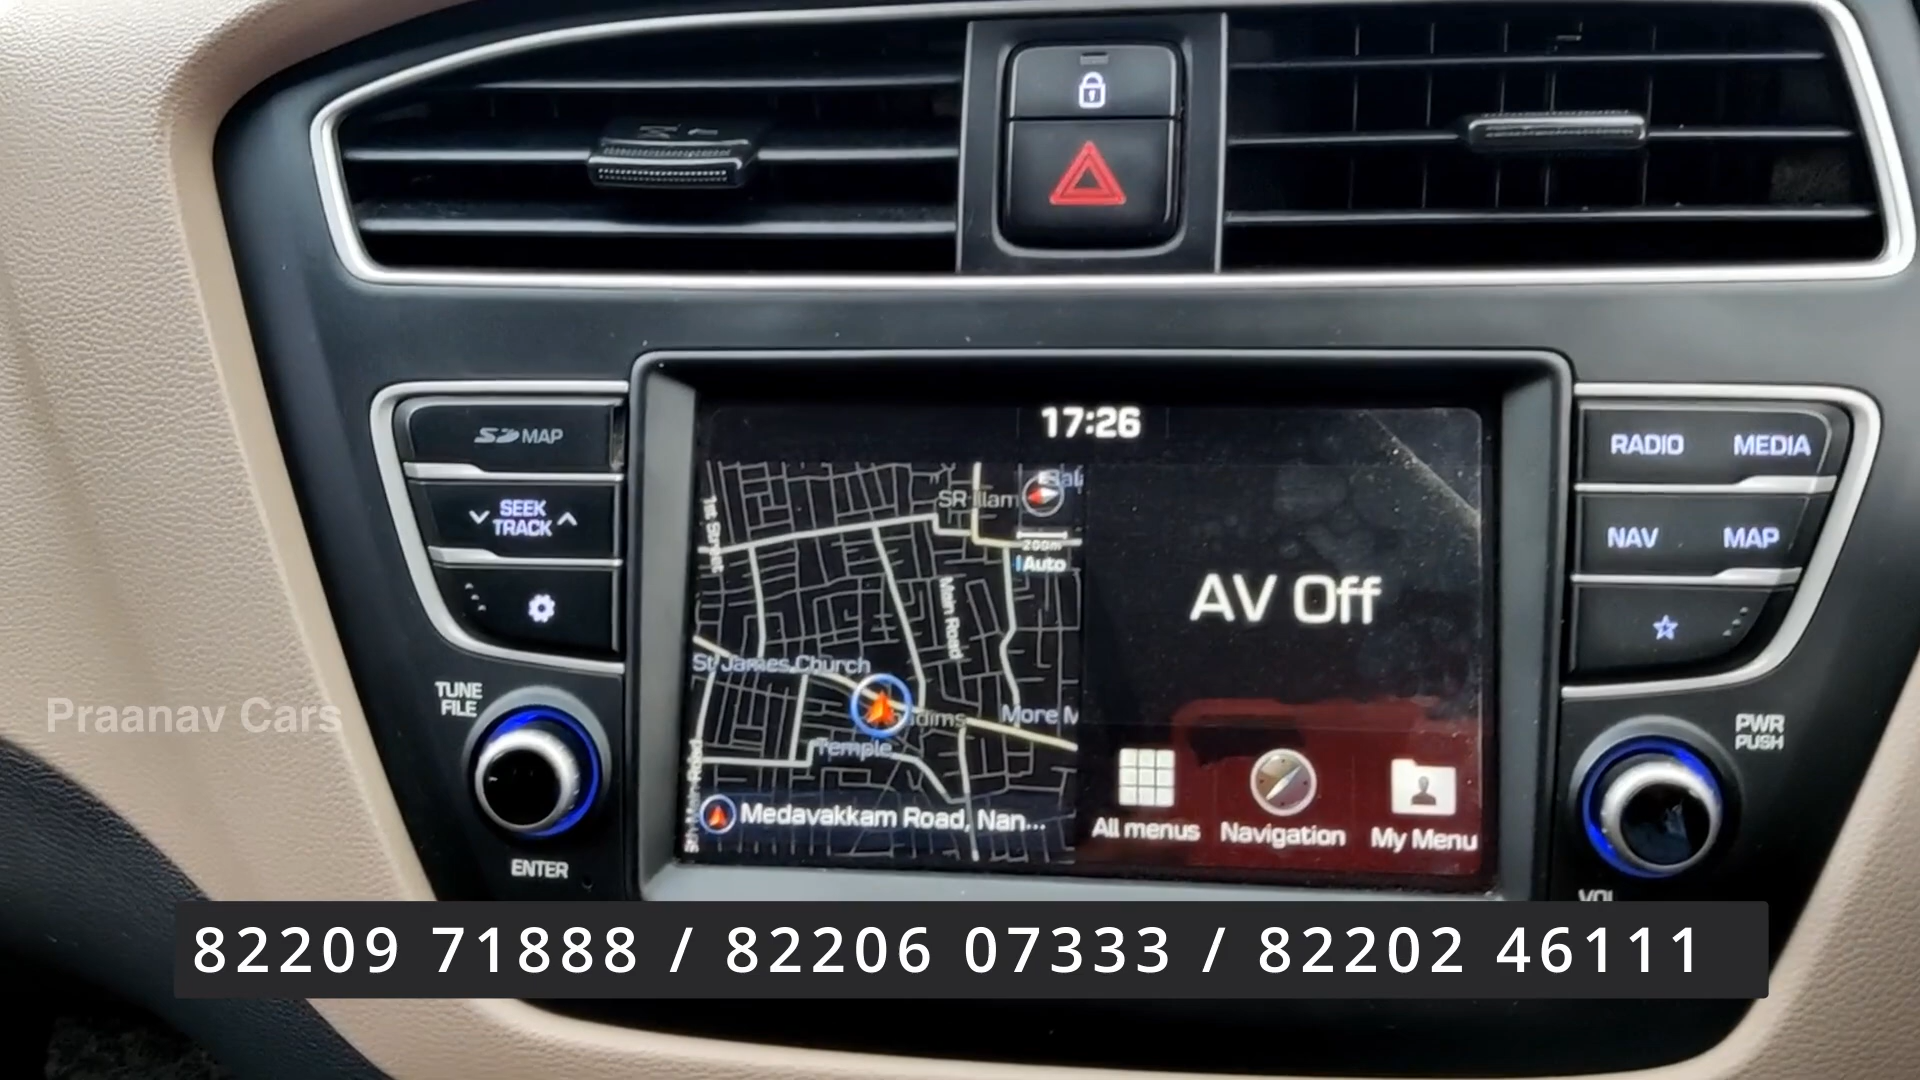 17:26
SD MAP
SEEK
TRACK
RADIO MEDIA
NAV MAP
1st Street
200m
Auto
Main Road
AV Off
St James Church
More M
Temple
Medavakkam Road, Nan...
All menus Navigation My Menu
TUNE
FILE
ENTER
PWR
PUSH
VOL
Praanav Cars
82209 71888 / 82206 07333 / 82202 46111